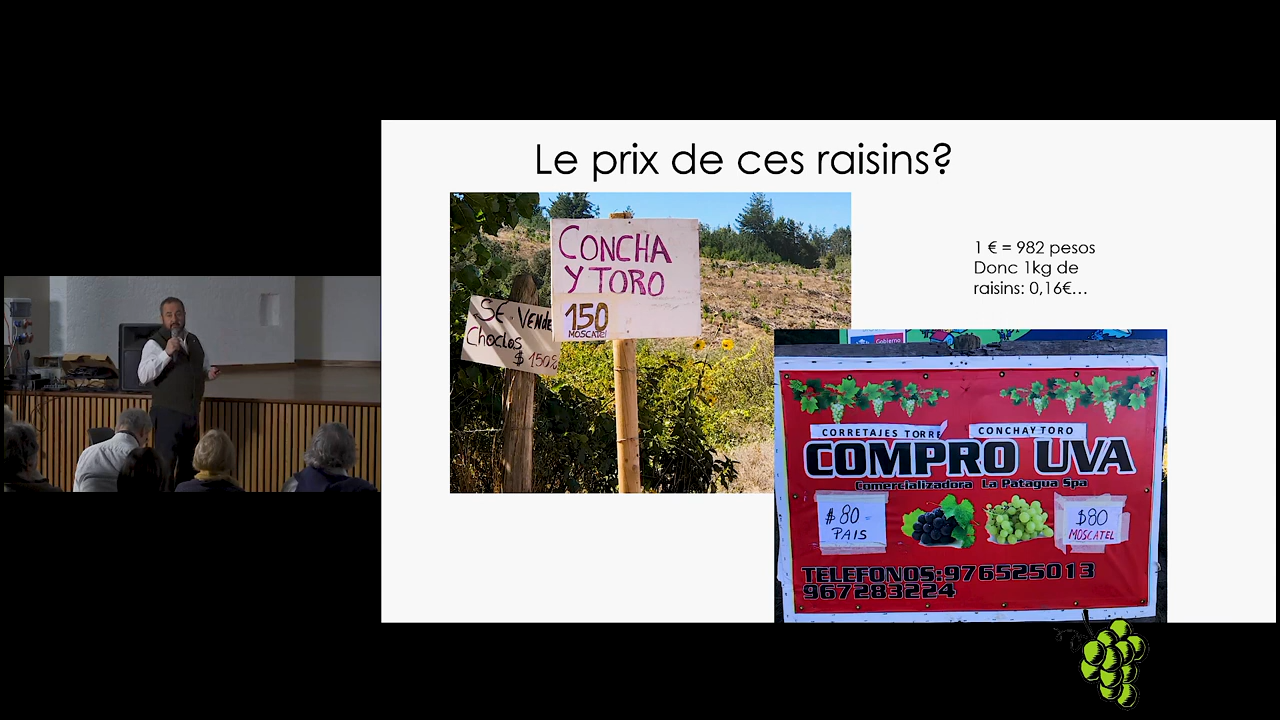 Le prix de ces raisins?
CONCHA
Y TORO
150
MOSCATEL
SE VENDE
Choclos
$ 150
1 € = 982 pesos
Donc 1kg de
raisins: 0,16€...
Gobierno
CORRETAJES TORRE
CONCHA Y TORO
COMPRO UVA
Comercializadora La Patagua Spa
$80
PAIS
$80
MOSCATEL
TELEFONOS:976525013
967283224